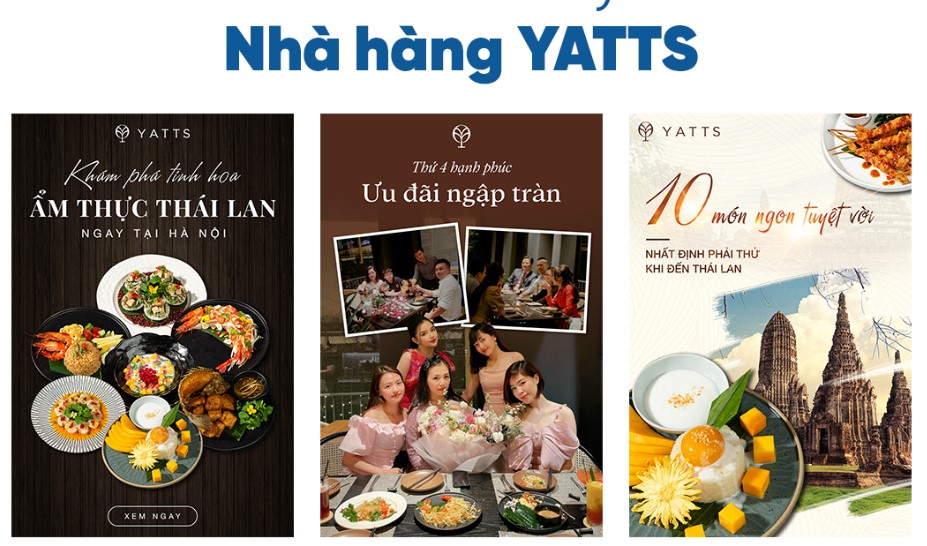 Nhà hàng YATTS
YATTS
Khám phá tinh hoa
ẨM THỰC THÁI LAN
NGAY TẠI HÀ NỘI
XEM NGAY
Thứ 4 hạnh phúc
Ưu đãi ngập tràn
YATTS
10 món ngon tuyệt vời
NHẤT ĐỊNH PHẢI THỬ
KHI ĐẾN THÁI LAN